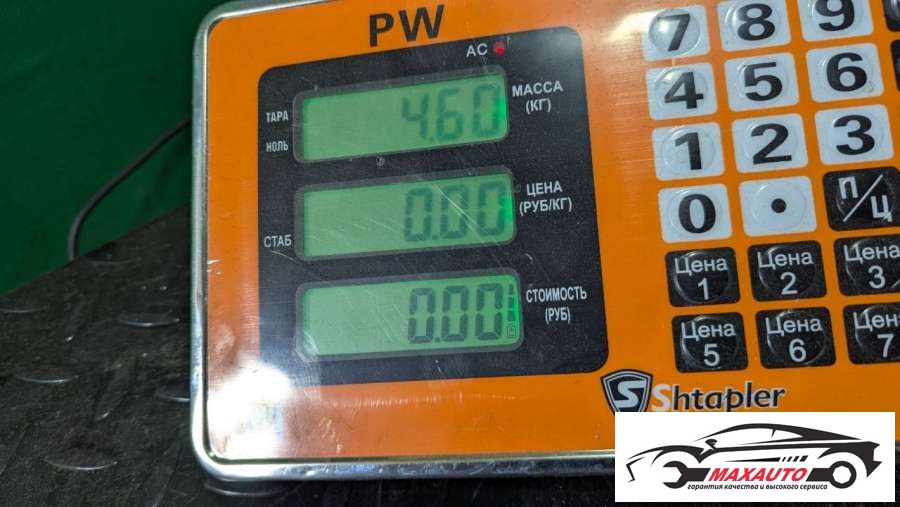 PW
AC
ТАРА
НОЛЬ
4.60
МАССА
(КГ)
СТАБ
0.00
ЦЕНА
(РУБ/КГ)
0.00
СТОИМОСТЬ
(РУБ)
7 8 9
4 5 6
1 2 3
0 . П/Ц
Цена 1
Цена 2
Цена 3
Цена 5
Цена 6
Цен 7
Shtapler
MAXAUTO
гарантия качества и высокого сервиса